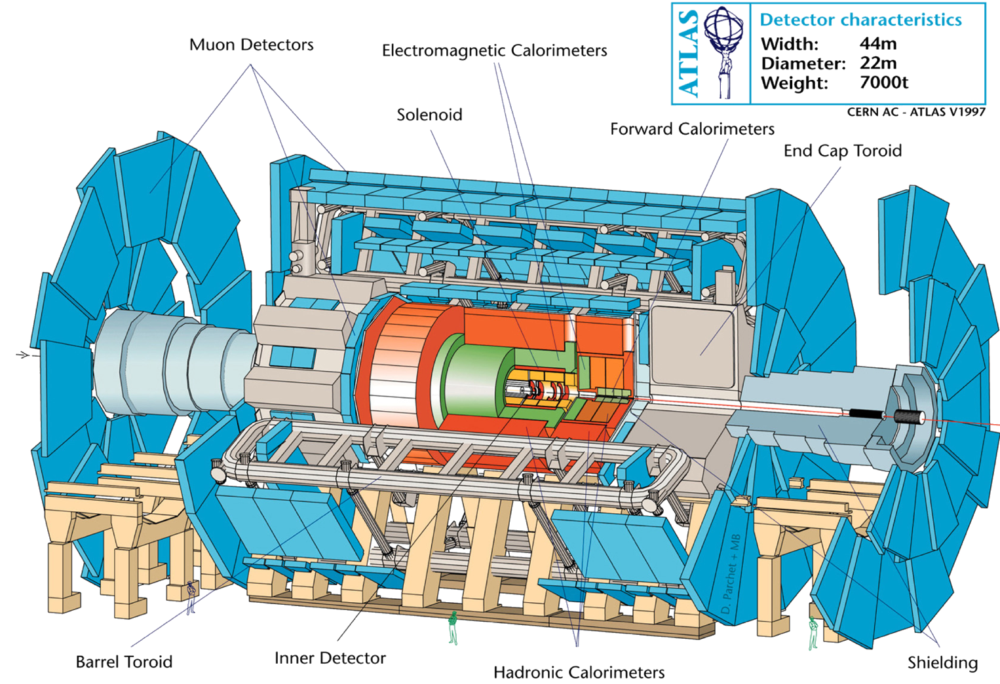 ATLAS
Detector characteristics
Width: 44m
Diameter: 22m
Weight: 7000t
CERN AC - ATLAS V1997
Muon Detectors
Electromagnetic Calorimeters
Solenoid
Forward Calorimeters
End Cap Toroid
D. Parchet + MB
Barrel Toroid
Inner Detector
Hadronic Calorimeters
Shielding